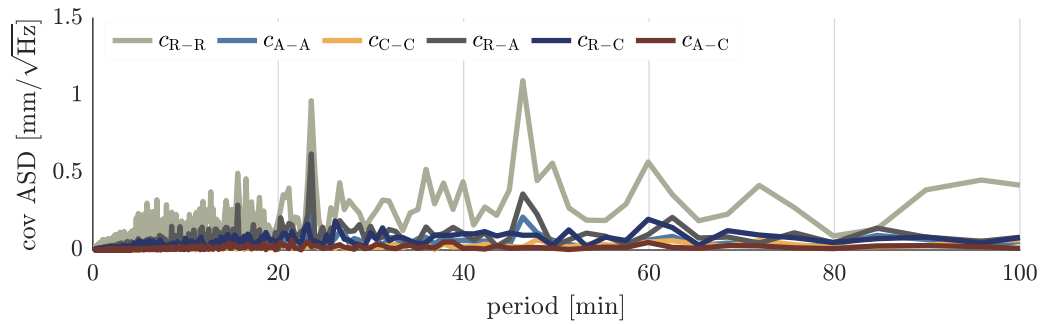 cov ASD [mm/√Hz]
1.5
1
0.5
0
c_R−R c_A−A c_C−C c_R−A c_R−C c_A−C
0 20 40 60 80 100
period [min]